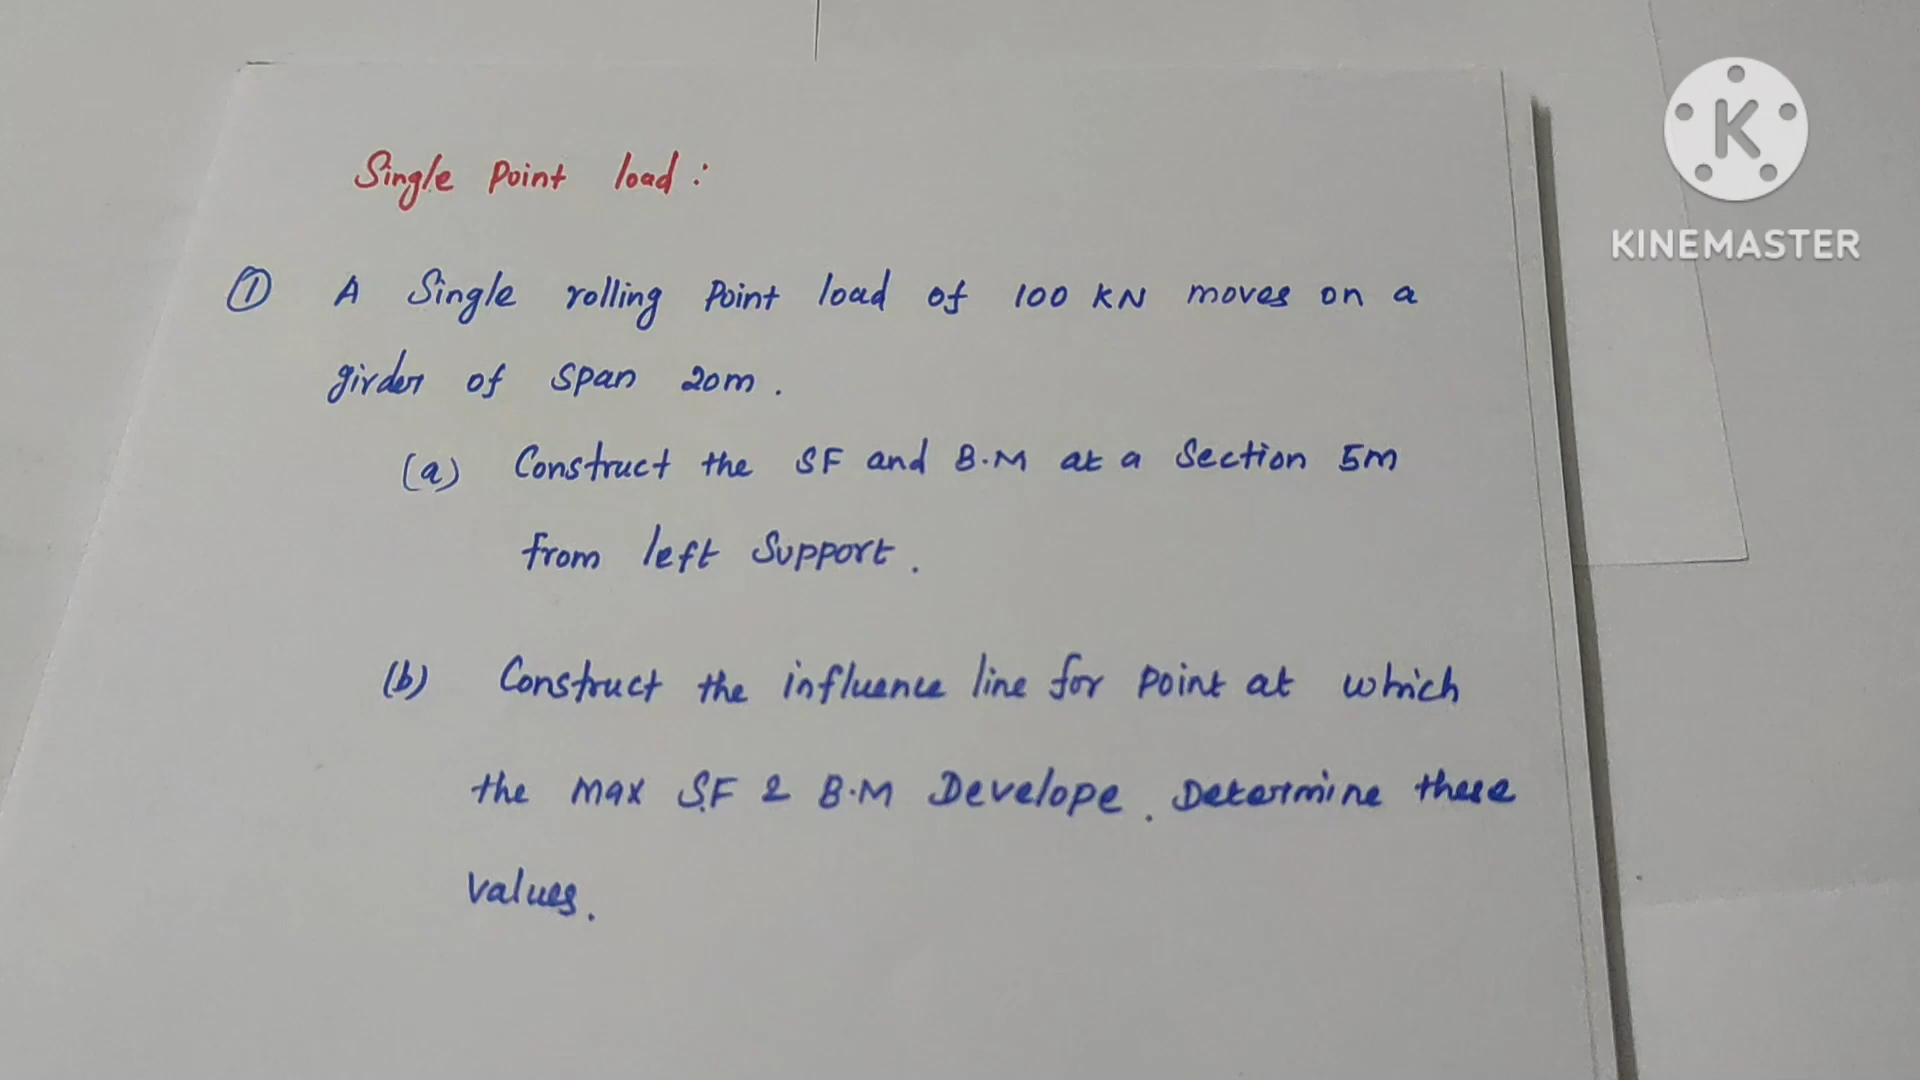 Single Point load :
① A Single rolling Point load of 100 KN moves on a
girder of span 20m .
(a) Construct the SF and B.M at a Section 5m
from left Support .
(b) Construct the influence line for Point at which
the max S.F & B.M Develope . Determine these
values .
K
KINEMASTER